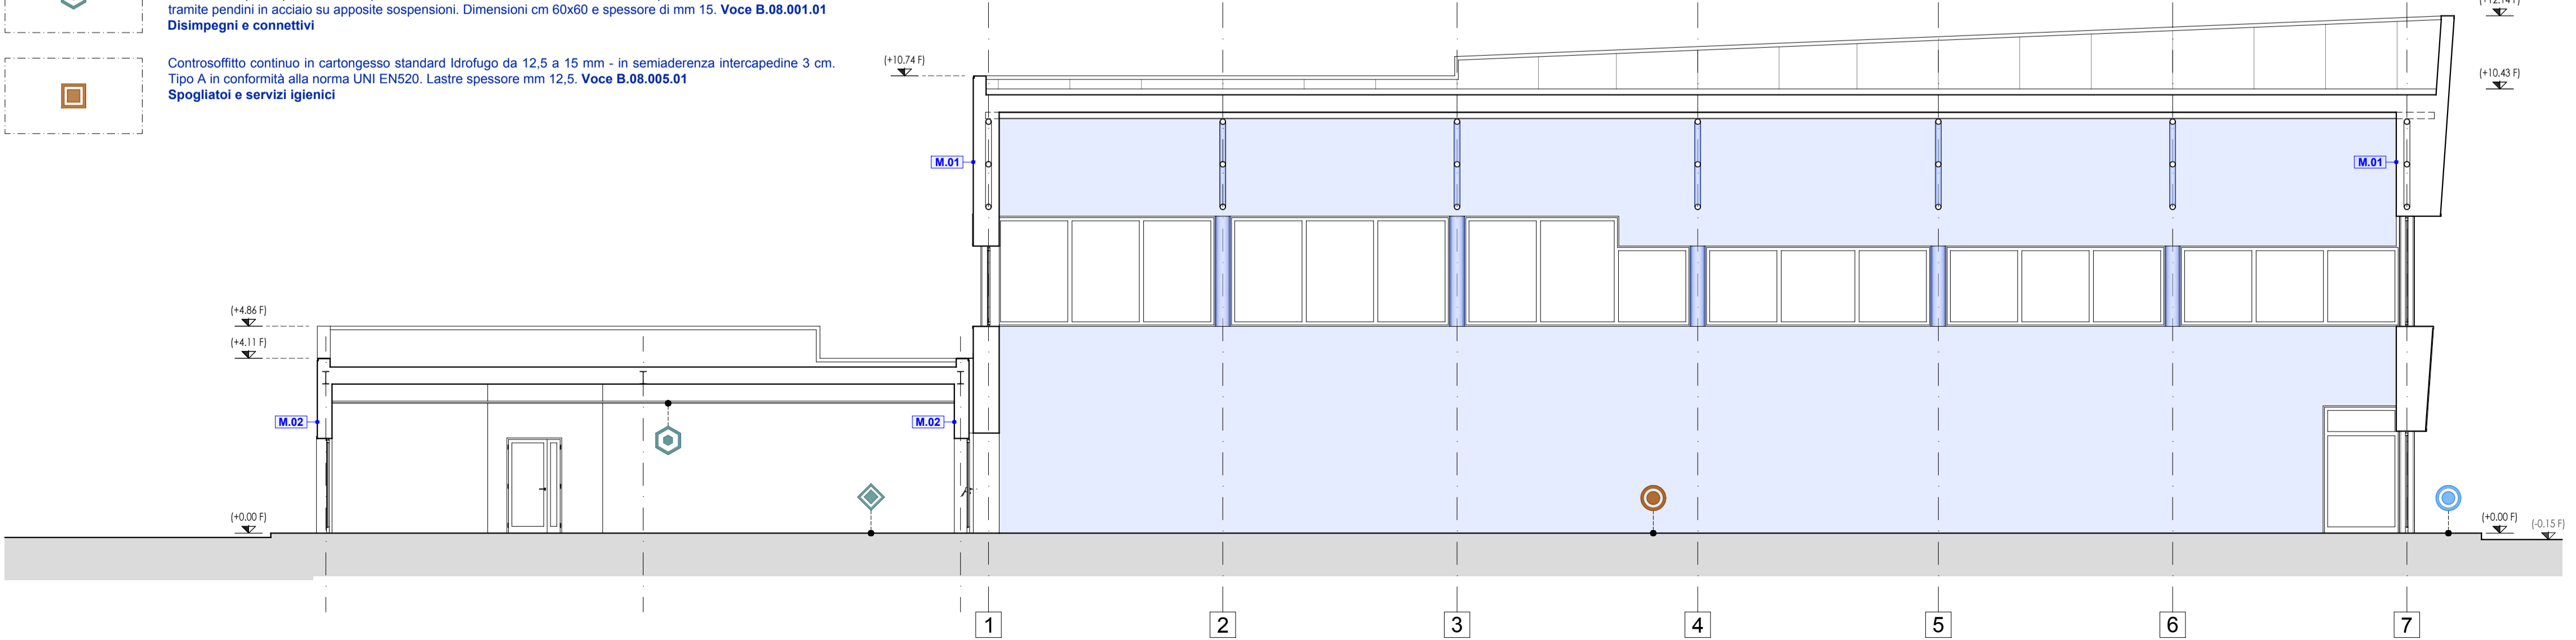 tramite pendini in acciaio su apposite sospensioni. Dimensioni cm 60x60 e spessore di mm 15. Voce B.08.001.01
Disimpegni e connettivi
Controsoffitto continuo in cartongesso standard Idrofugo da 12,5 a 15 mm - in semiaderenza intercapedine 3 cm.
Tipo A in conformità alla norma UNI EN520. Lastre spessore mm 12,5. Voce B.08.005.01
Spogliatoi e servizi igienici
(+12.14 F)
(+10.74 F)
(+10.43 F)
M.01
M.01
(+4.86 F)
(+4.11 F)
M.02
M.02
(+0.00 F)
(+0.00 F)
(-0.15 F)
1
2
3
4
5
6
7